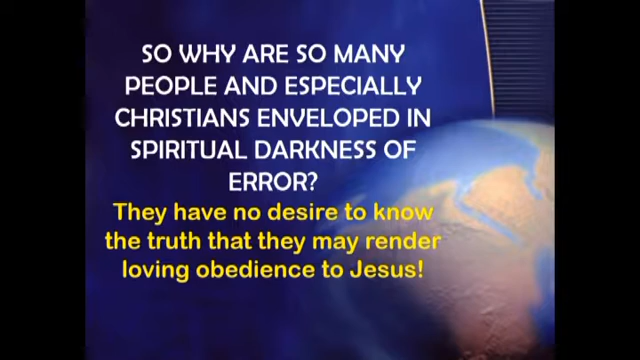 SO WHY ARE SO MANY
PEOPLE AND ESPECIALLY
CHRISTIANS ENVELOPED IN
SPIRITUAL DARKNESS OF
ERROR?
They have no desire to know
the truth that they may render
loving obedience to Jesus!